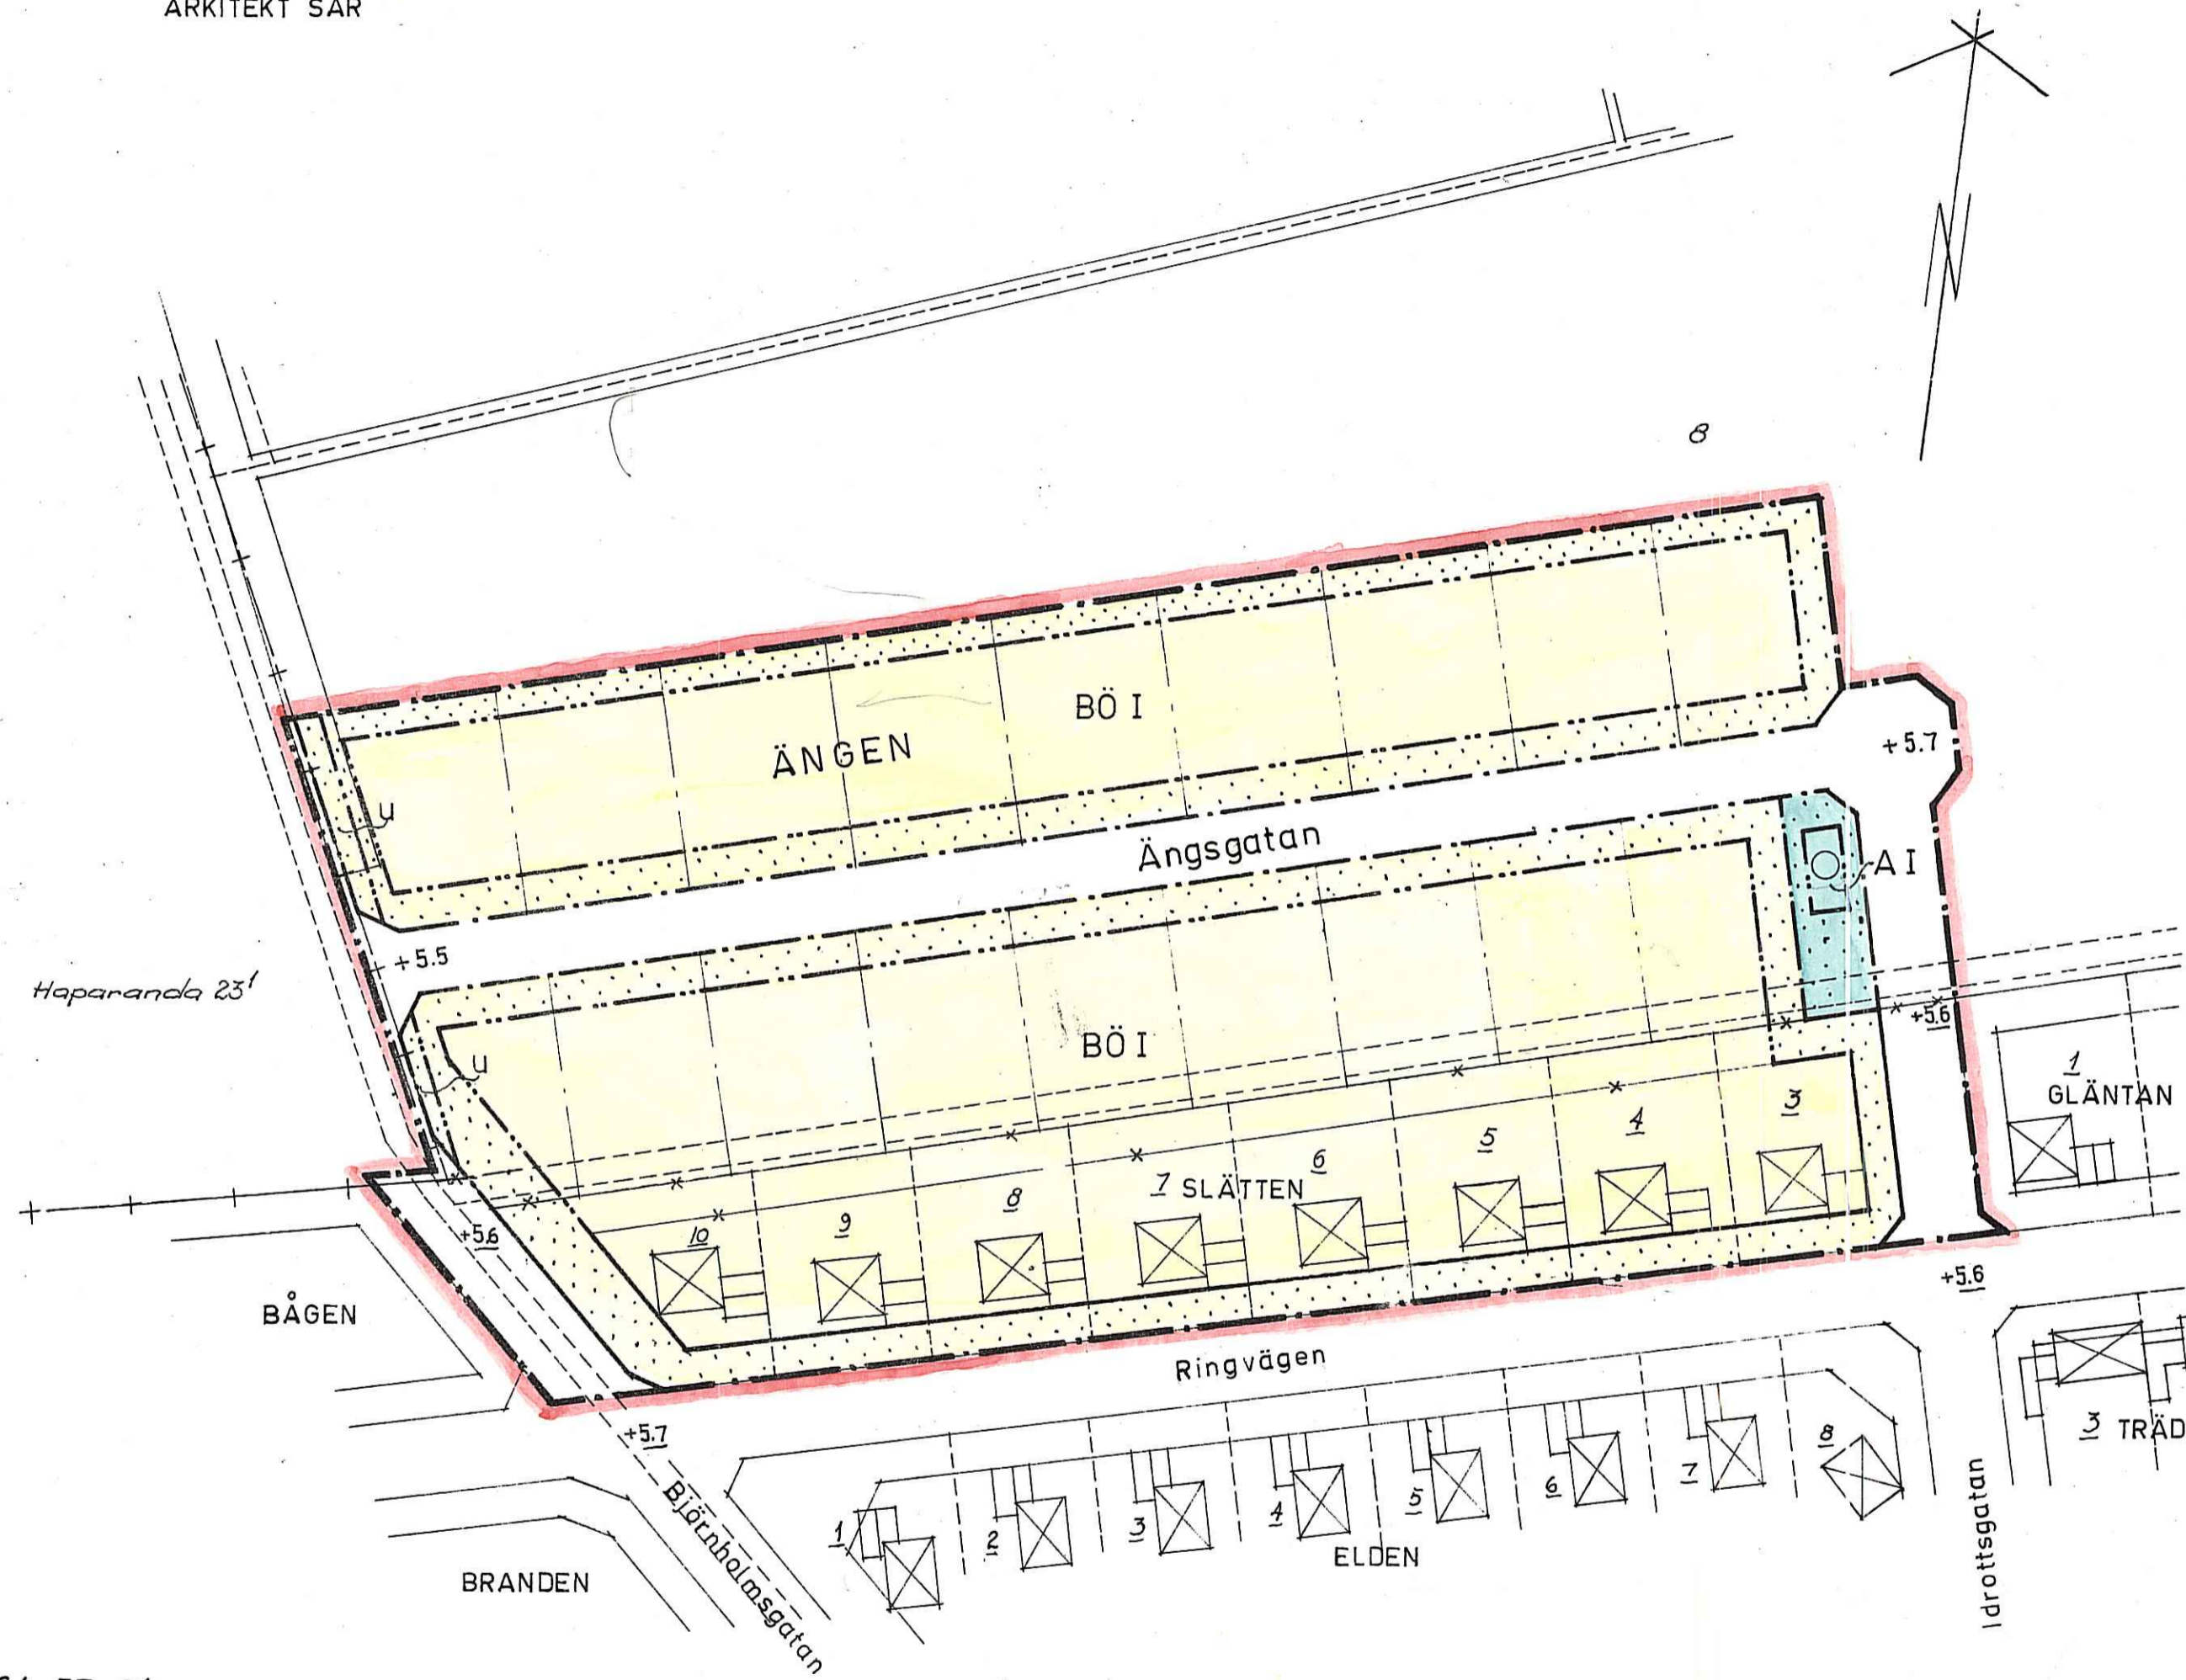 ARKITEKT SAR
8
BÖ I
ÄNGEN
+5.7
u
Ängsgatan
A I
+5.5
Haparanda 23¹
+5.6
BÖ I
u
1
GLÄNTAN
3
4
5
6
7 SLÄTTEN
8
9
10
+5.6
+5.6
BÅGEN
Ringvägen
+5.7
8
3 TRÄD
7
6
5
4
3
2
1
Björnholmsgatan
ELDEN
Idrottsgatan
BRANDEN